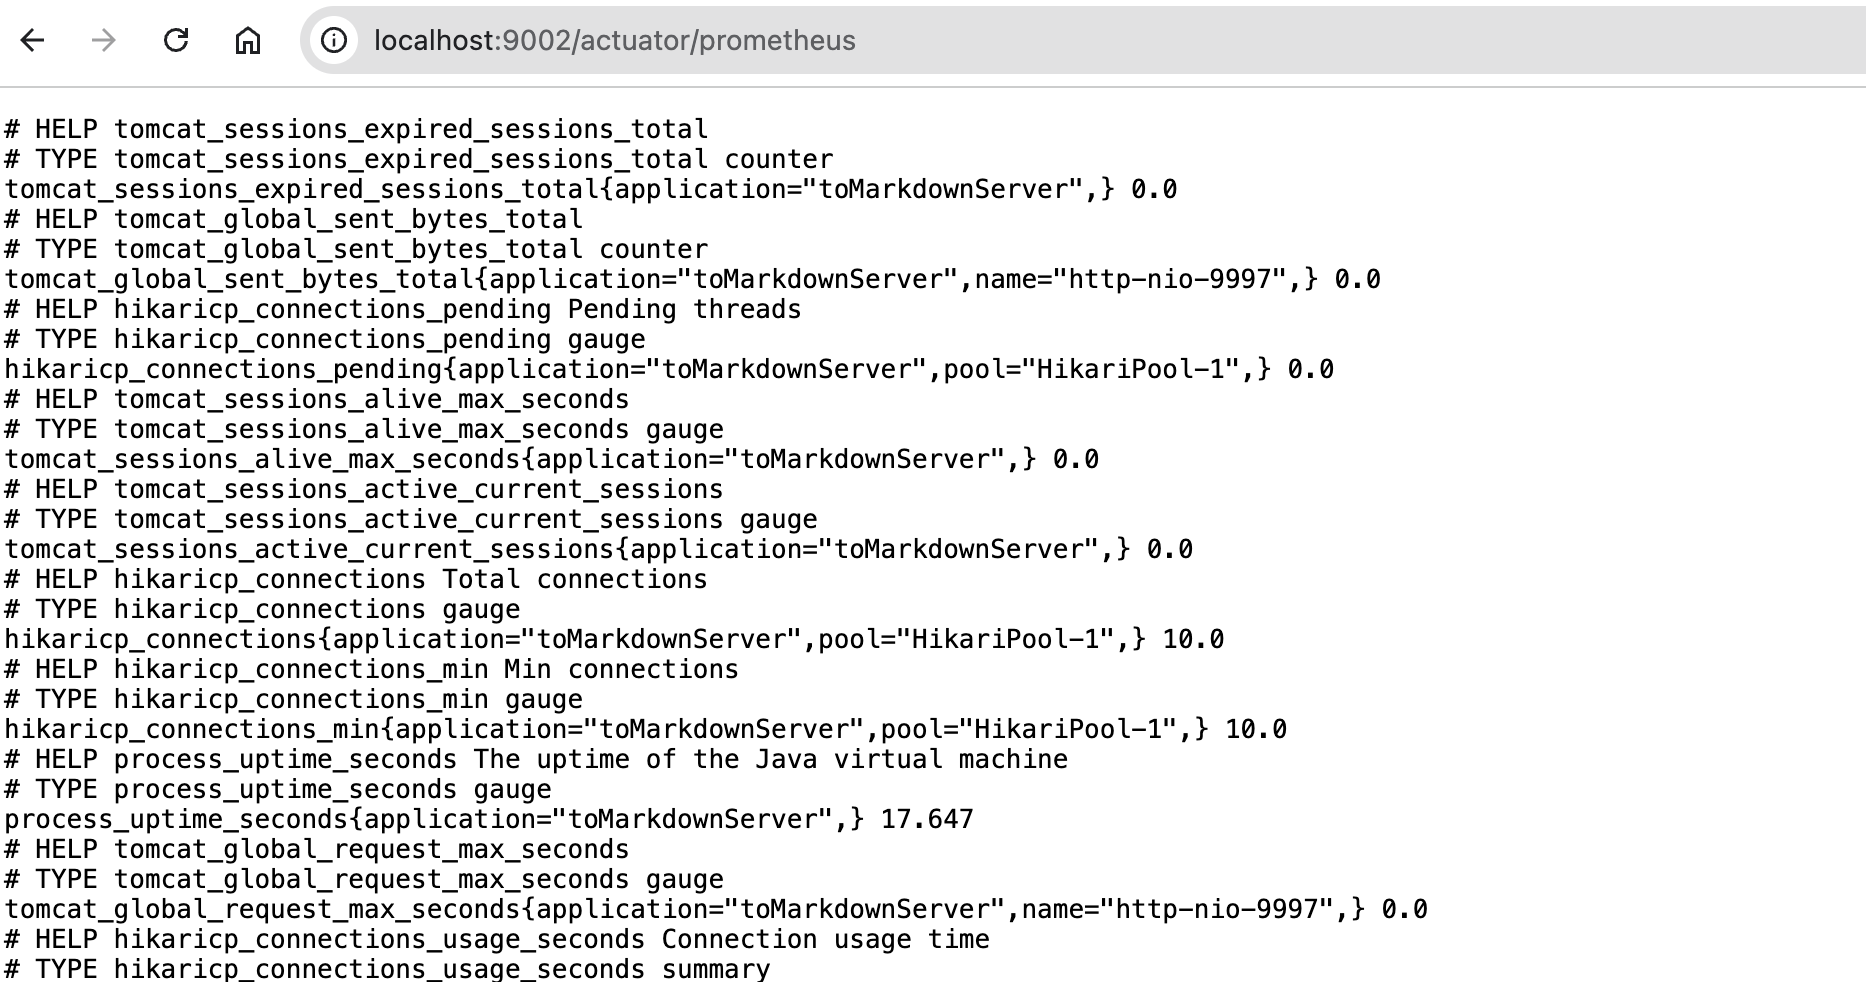 localhost:9002/actuator/prometheus
# HELP tomcat_sessions_expired_sessions_total
# TYPE tomcat_sessions_expired_sessions_total counter
tomcat_sessions_expired_sessions_total{application="toMarkdownServer",} 0.0
# HELP tomcat_global_sent_bytes_total
# TYPE tomcat_global_sent_bytes_total counter
tomcat_global_sent_bytes_total{application="toMarkdownServer",name="http-nio-9997",} 0.0
# HELP hikaricp_connections_pending Pending threads
# TYPE hikaricp_connections_pending gauge
hikaricp_connections_pending{application="toMarkdownServer",pool="HikariPool-1",} 0.0
# HELP tomcat_sessions_alive_max_seconds
# TYPE tomcat_sessions_alive_max_seconds gauge
tomcat_sessions_alive_max_seconds{application="toMarkdownServer",} 0.0
# HELP tomcat_sessions_active_current_sessions
# TYPE tomcat_sessions_active_current_sessions gauge
tomcat_sessions_active_current_sessions{application="toMarkdownServer",} 0.0
# HELP hikaricp_connections Total connections
# TYPE hikaricp_connections gauge
hikaricp_connections{application="toMarkdownServer",pool="HikariPool-1",} 10.0
# HELP hikaricp_connections_min Min connections
# TYPE hikaricp_connections_min gauge
hikaricp_connections_min{application="toMarkdownServer",pool="HikariPool-1",} 10.0
# HELP process_uptime_seconds The uptime of the Java virtual machine
# TYPE process_uptime_seconds gauge
process_uptime_seconds{application="toMarkdownServer",} 17.647
# HELP tomcat_global_request_max_seconds
# TYPE tomcat_global_request_max_seconds gauge
tomcat_global_request_max_seconds{application="toMarkdownServer",name="http-nio-9997",} 0.0
# HELP hikaricp_connections_usage_seconds Connection usage time
# TYPE hikaricp_connections_usage_seconds summary